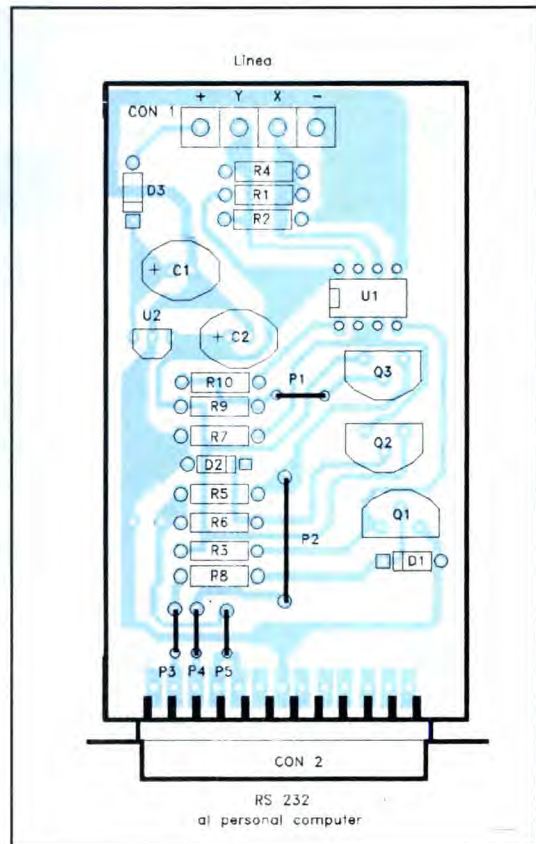 Linea
+ Y X -
CON 1
R4
D3
R1
R2
+ C1
U1
U2
+ C2
Q3
R10
P1
R9
R7
Q2
D2
R5
Q1
R6
P2
R3
D1
R8
P3 P4 P5
CON 2
RS 232
al personal computer